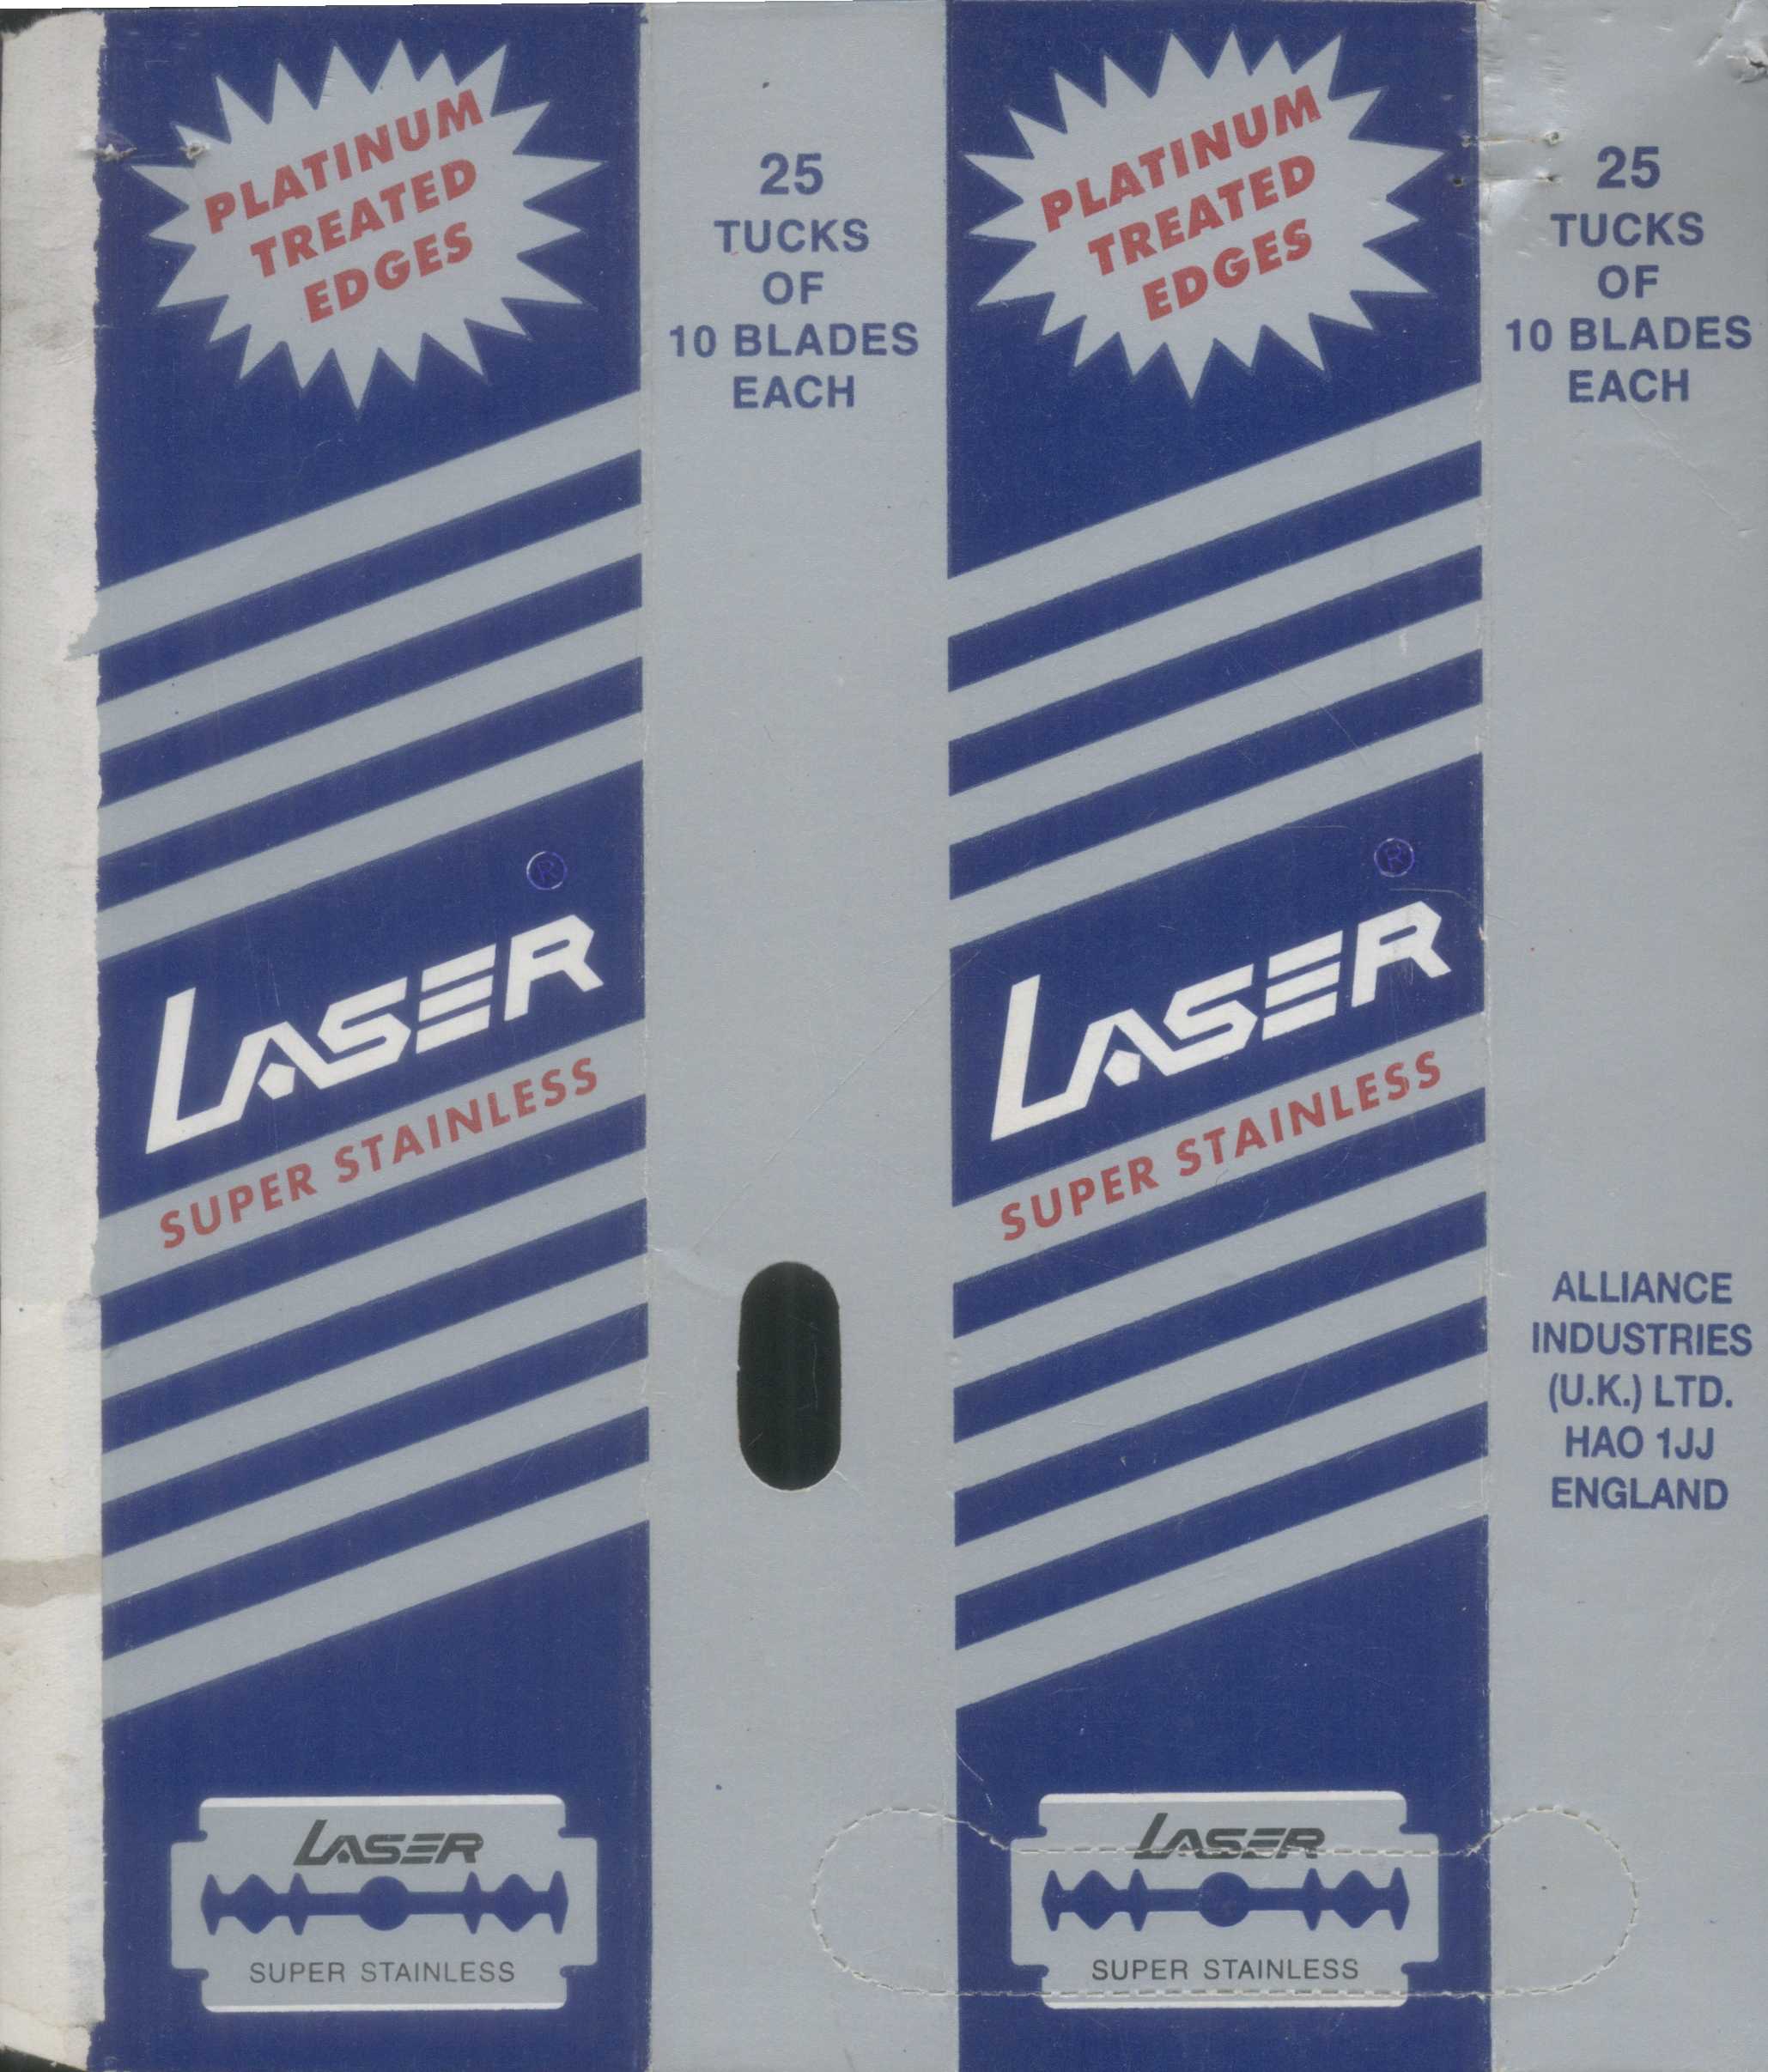 PLATINUM
TREATED
EDGES
®
LASER
SUPER STAINLESS
LASER
SUPER STAINLESS
25
TUCKS
OF
10 BLADES
EACH
PLATINUM
TREATED
EDGES
®
LASER
SUPER STAINLESS
LASER
SUPER STAINLESS
25
TUCKS
OF
10 BLADES
EACH
ALLIANCE
INDUSTRIES
(U.K.) LTD.
HAO 1JJ
ENGLAND